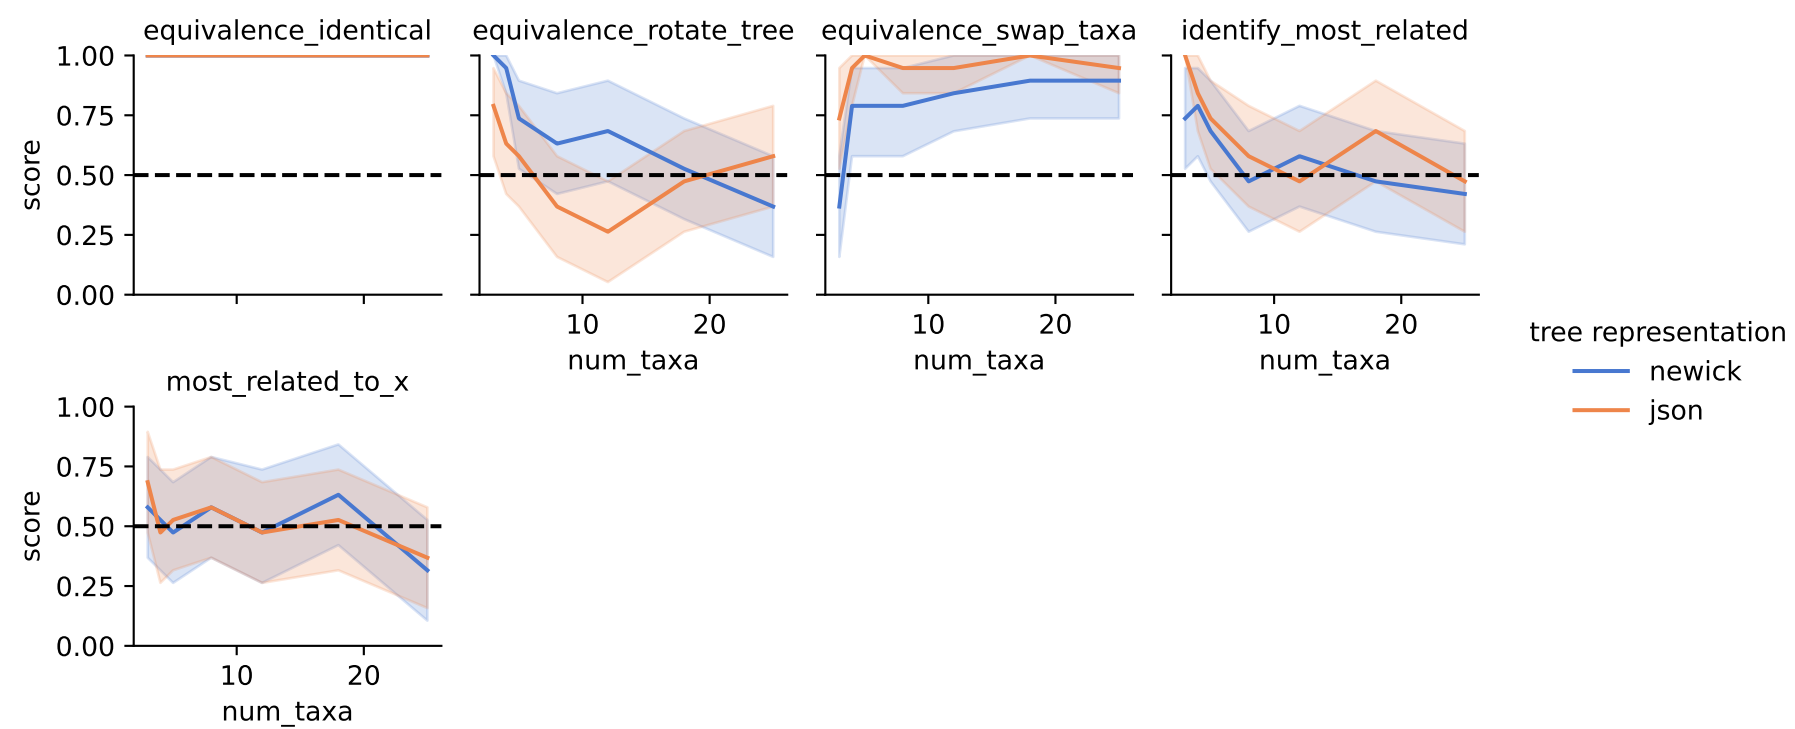 equivalence_identical
equivalence_rotate_tree
equivalence_swap_taxa
identify_most_related
1.00
0.75
0.50
0.25
0.00
score
10
20
num_taxa
10
20
num_taxa
10
20
num_taxa
tree representation
newick
json
most_related_to_x
1.00
0.75
0.50
0.25
0.00
score
10
20
num_taxa